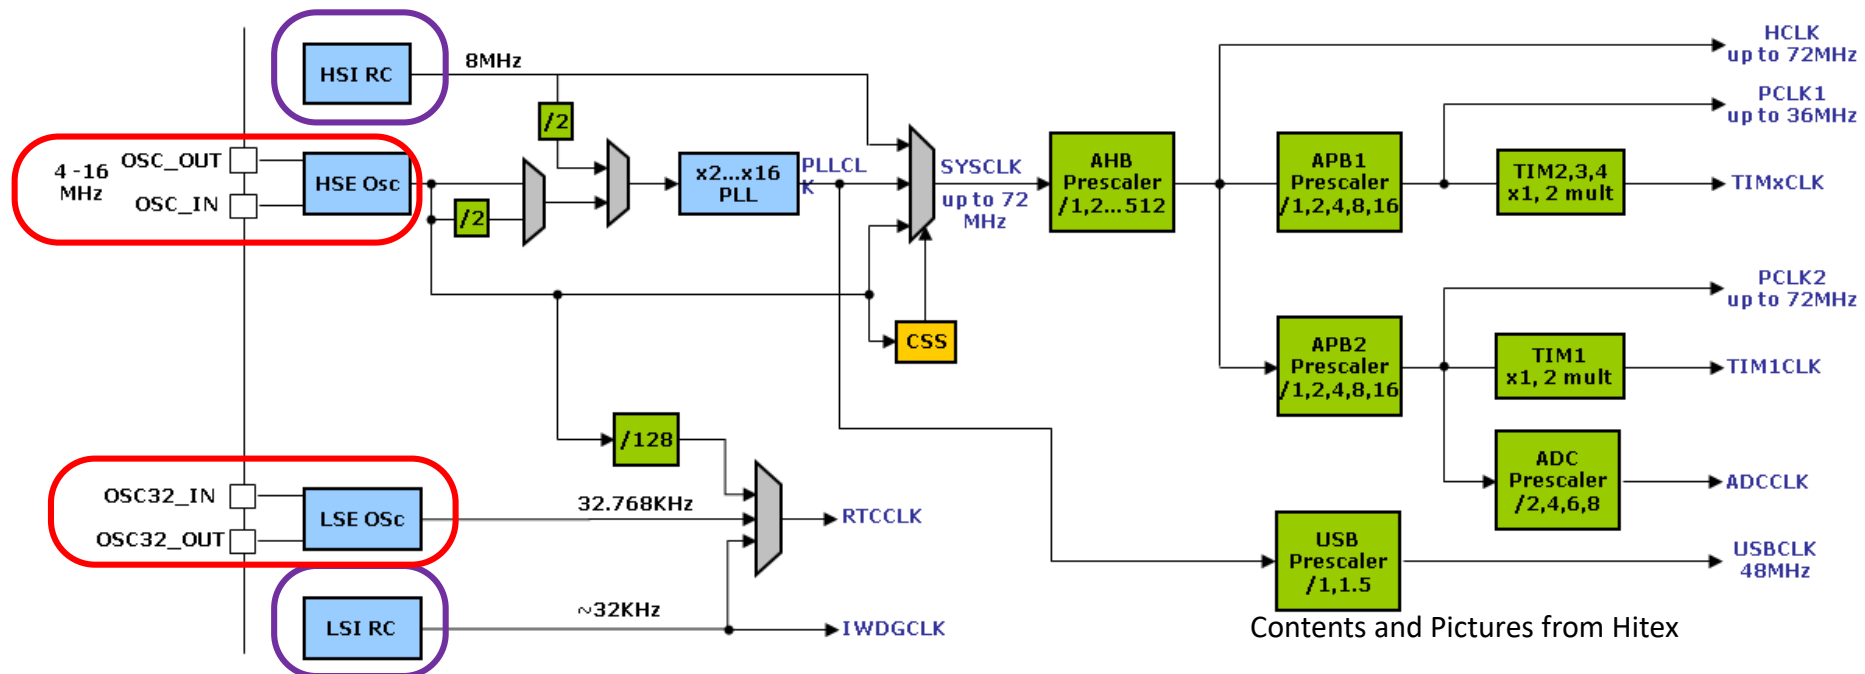 HSI RC
8MHz
/2
4 -16
MHz
OSC_OUT
OSC_IN
HSE Osc
/2
x2...x16
PLL
PLLCL
K
SYSCLK
up to 72
MHz
AHB
Prescaler
/1,2...512
APB1
Prescaler
/1,2,4,8,16
TIM2,3,4
x1, 2 mult
HCLK
up to 72MHz
PCLK1
up to 36MHz
TIMxCLK
CSS
APB2
Prescaler
/1,2,4,8,16
TIM1
x1, 2 mult
PCLK2
up to 72MHz
TIM1CLK
ADC
Prescaler
/2,4,6,8
ADCCLK
/128
OSC32_IN
OSC32_OUT
LSE OSc
32.768KHz
RTCCLK
USB
Prescaler
/1,1.5
USBCLK
48MHz
LSI RC
~32KHz
IWDGCLK
Contents and Pictures from Hitex